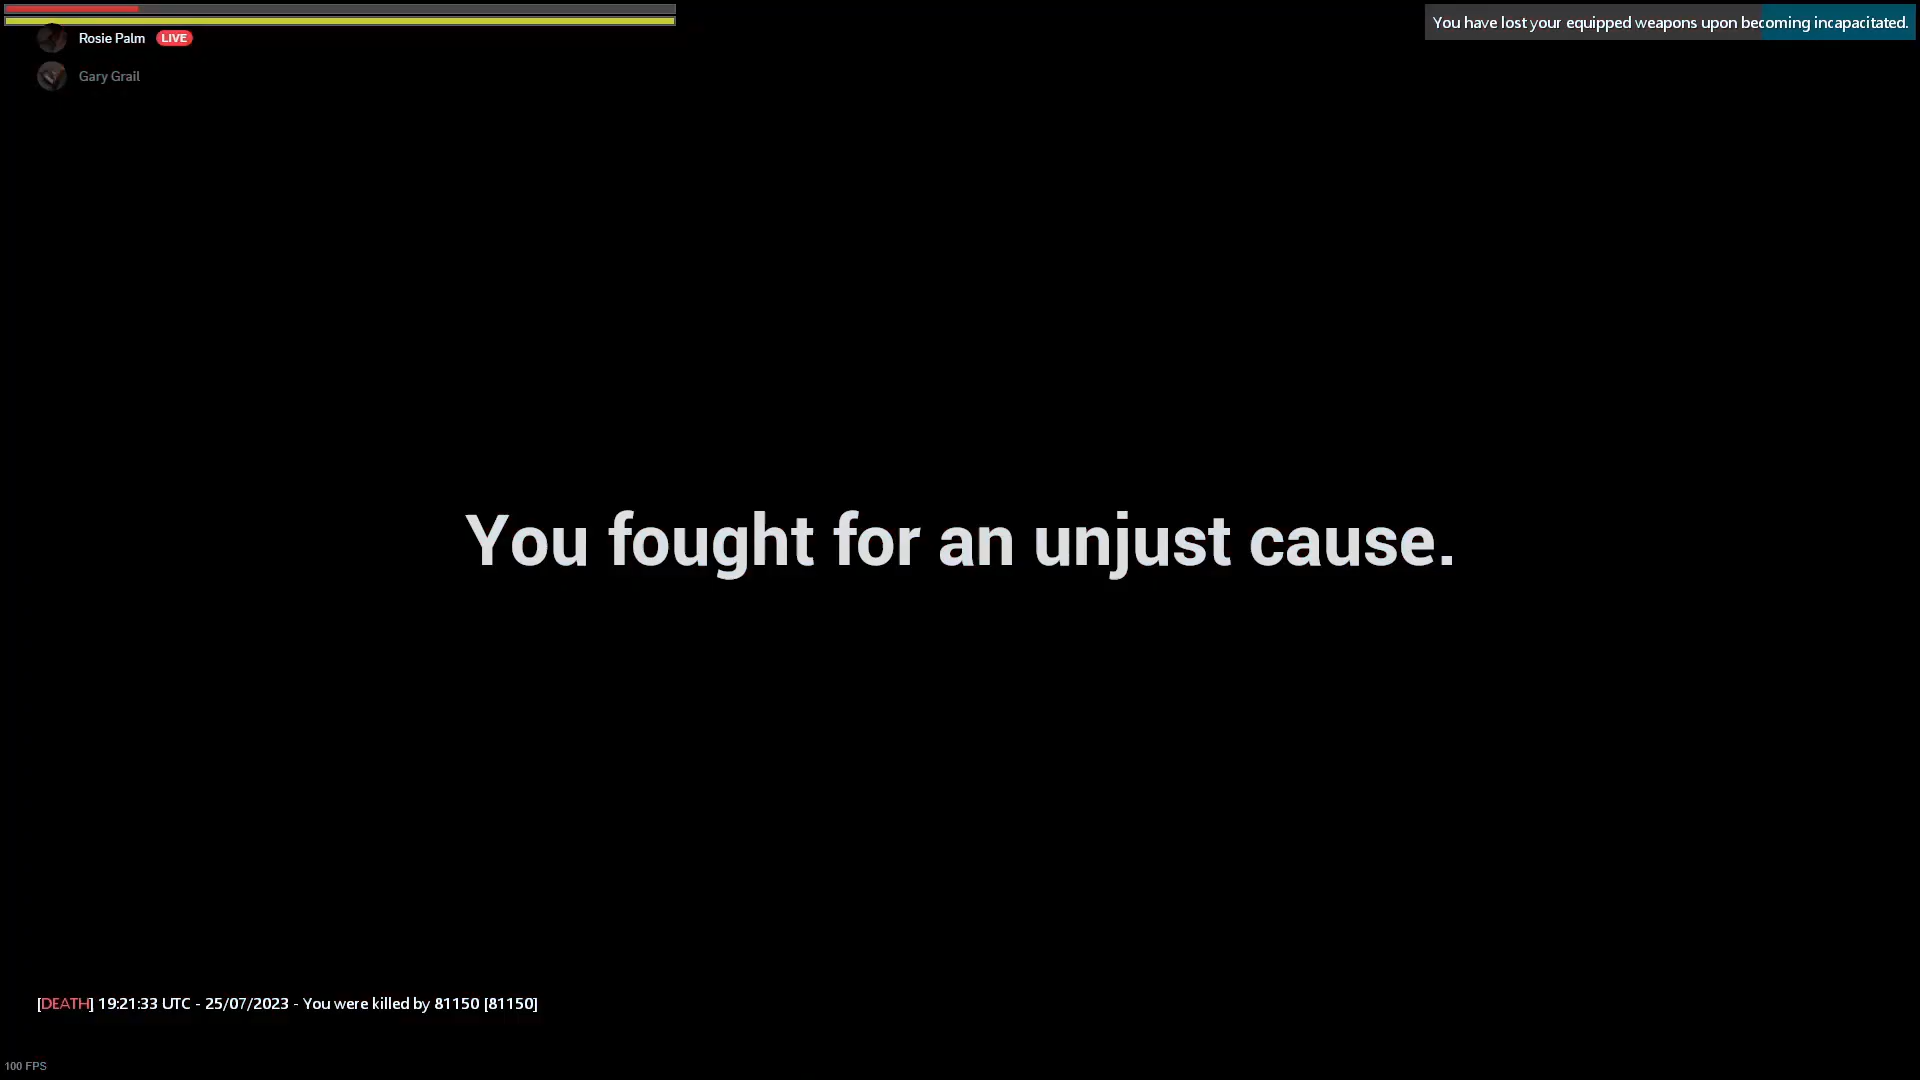 Rosie Palm LIVE
You have lost your equipped weapons upon becoming incapacitated.
Gary Grail
You fought for an unjust cause.
[DEATH] 19:21:33 UTC - 25/07/2023 - You were killed by 81150 [81150]
100 FPS